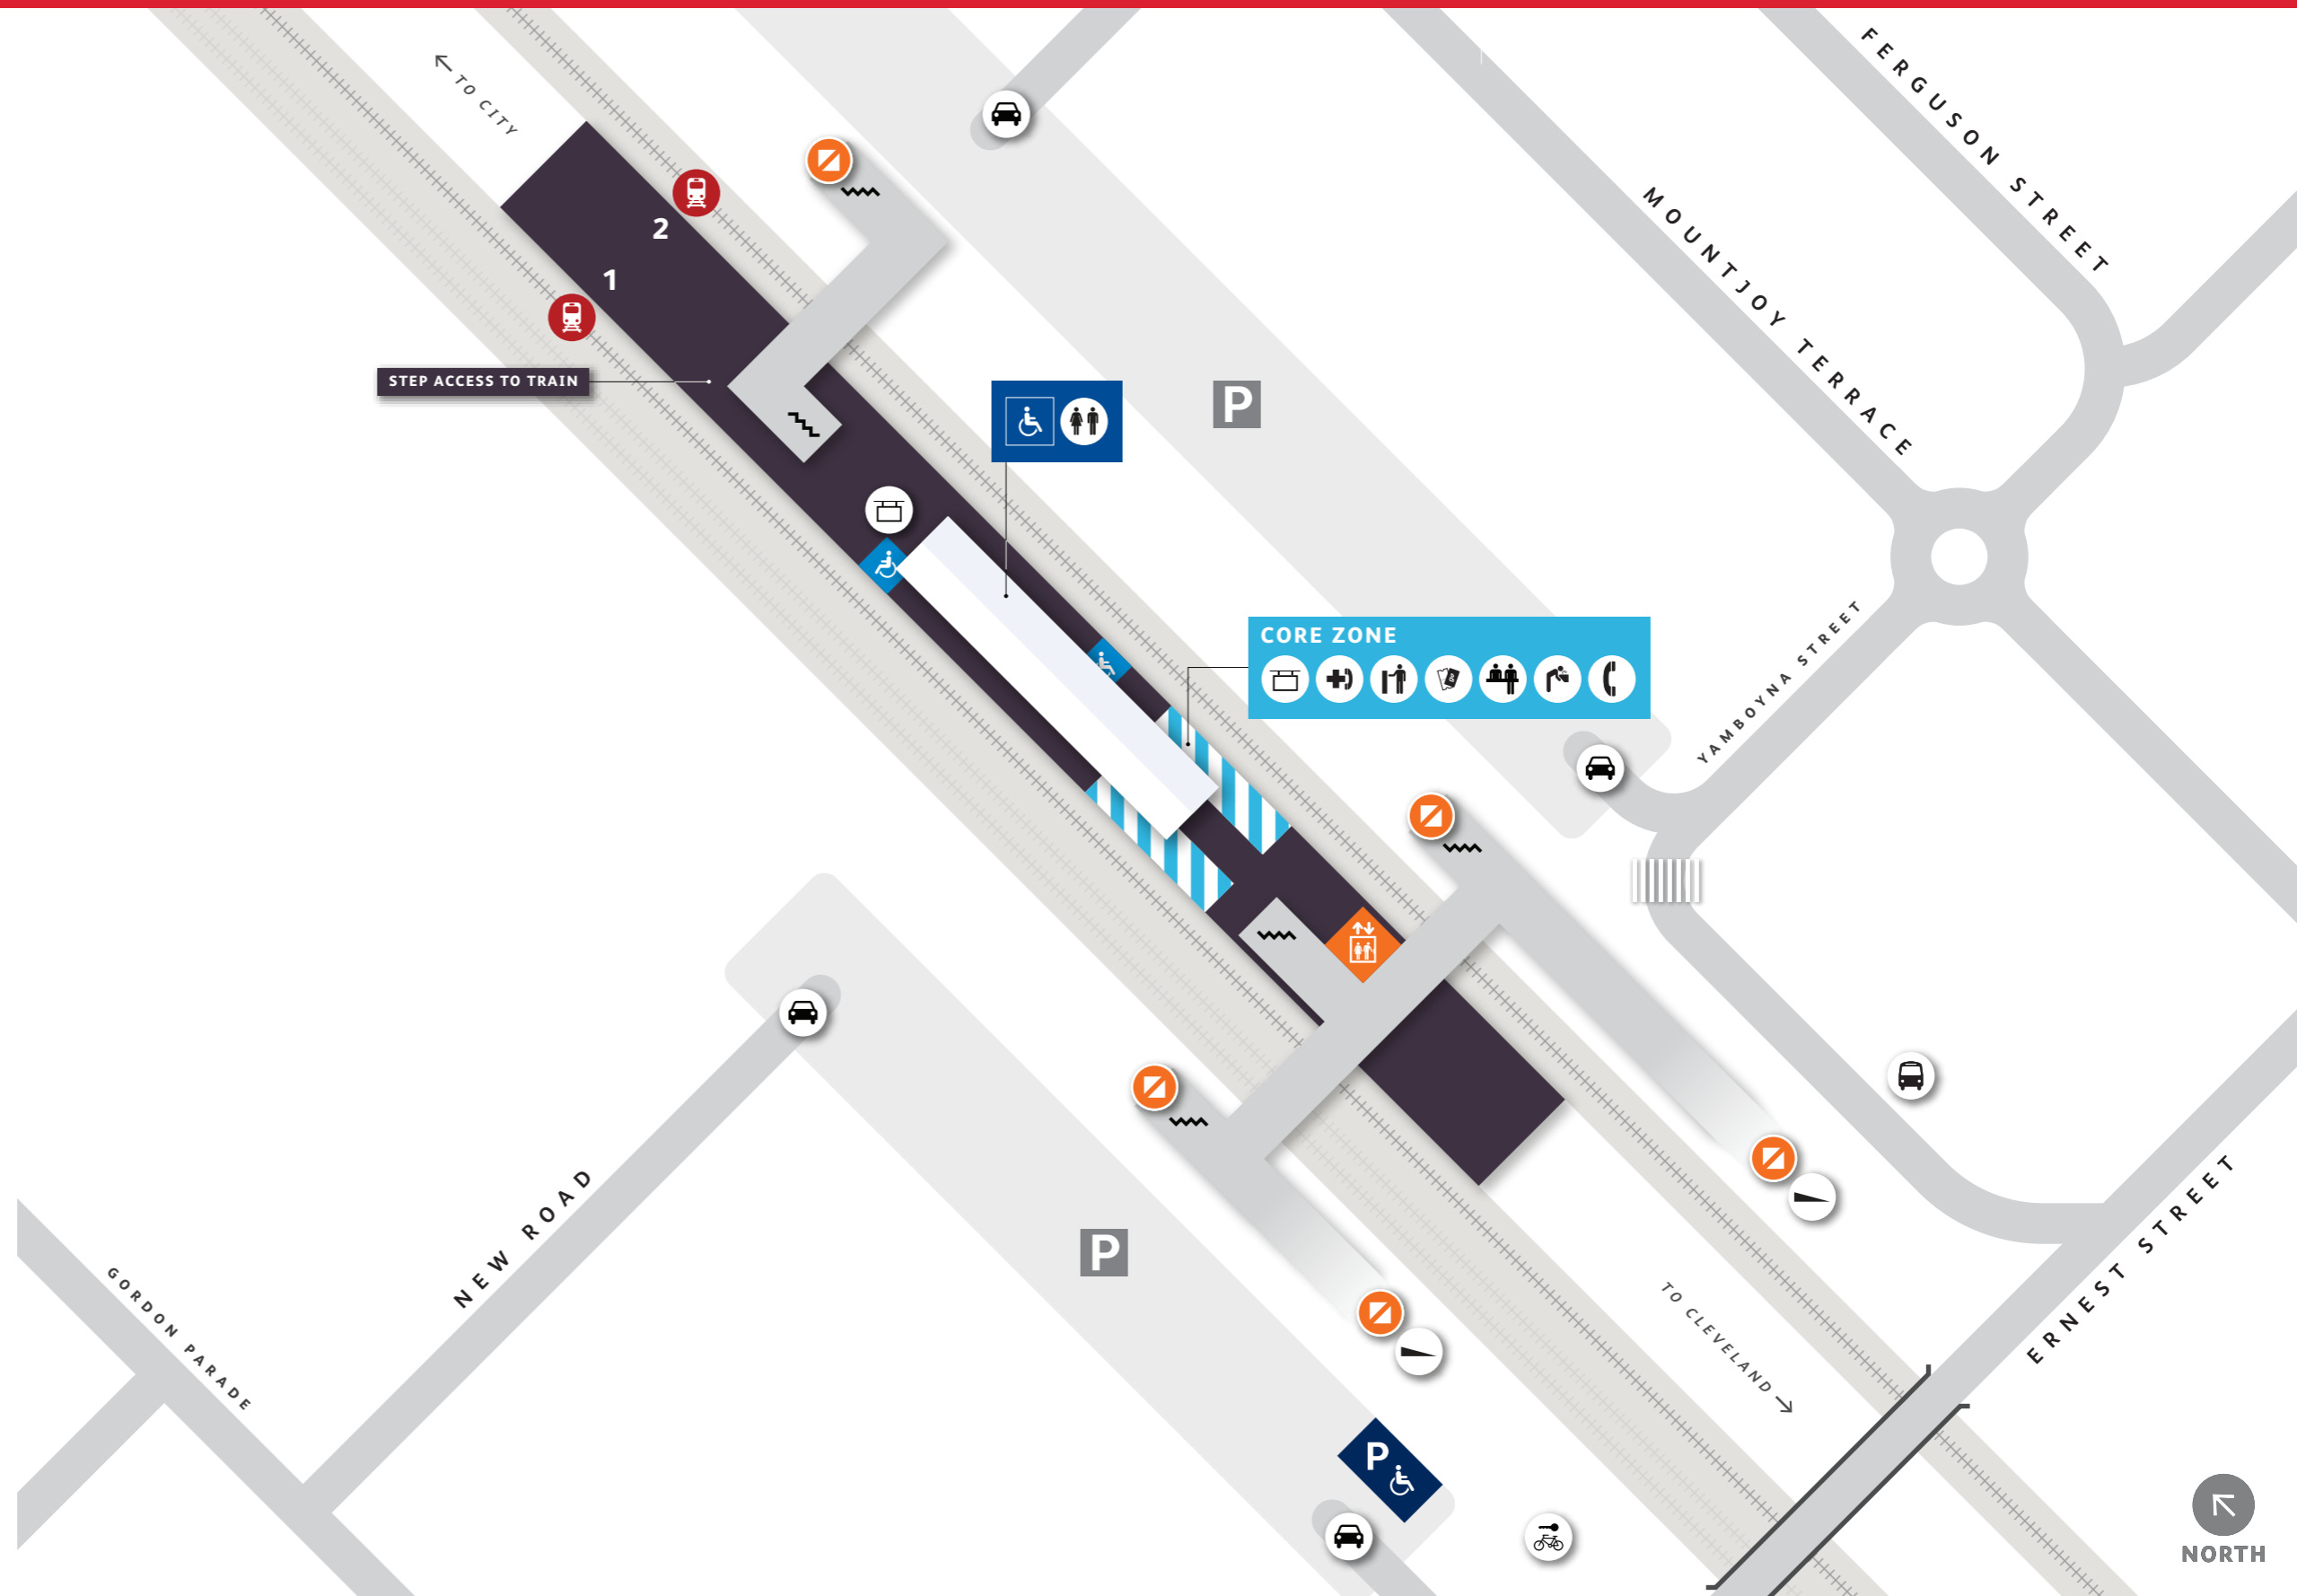 FERGUSON STREET
TO CITY
MOUNTJOY TERRACE
2
1
STEP ACCESS TO TRAIN
P
CORE ZONE
YAMBOYNA STREET
NEW ROAD
P
GORDON PARADE
ERNEST STREET
TO CLEVELAND
P
NORTH